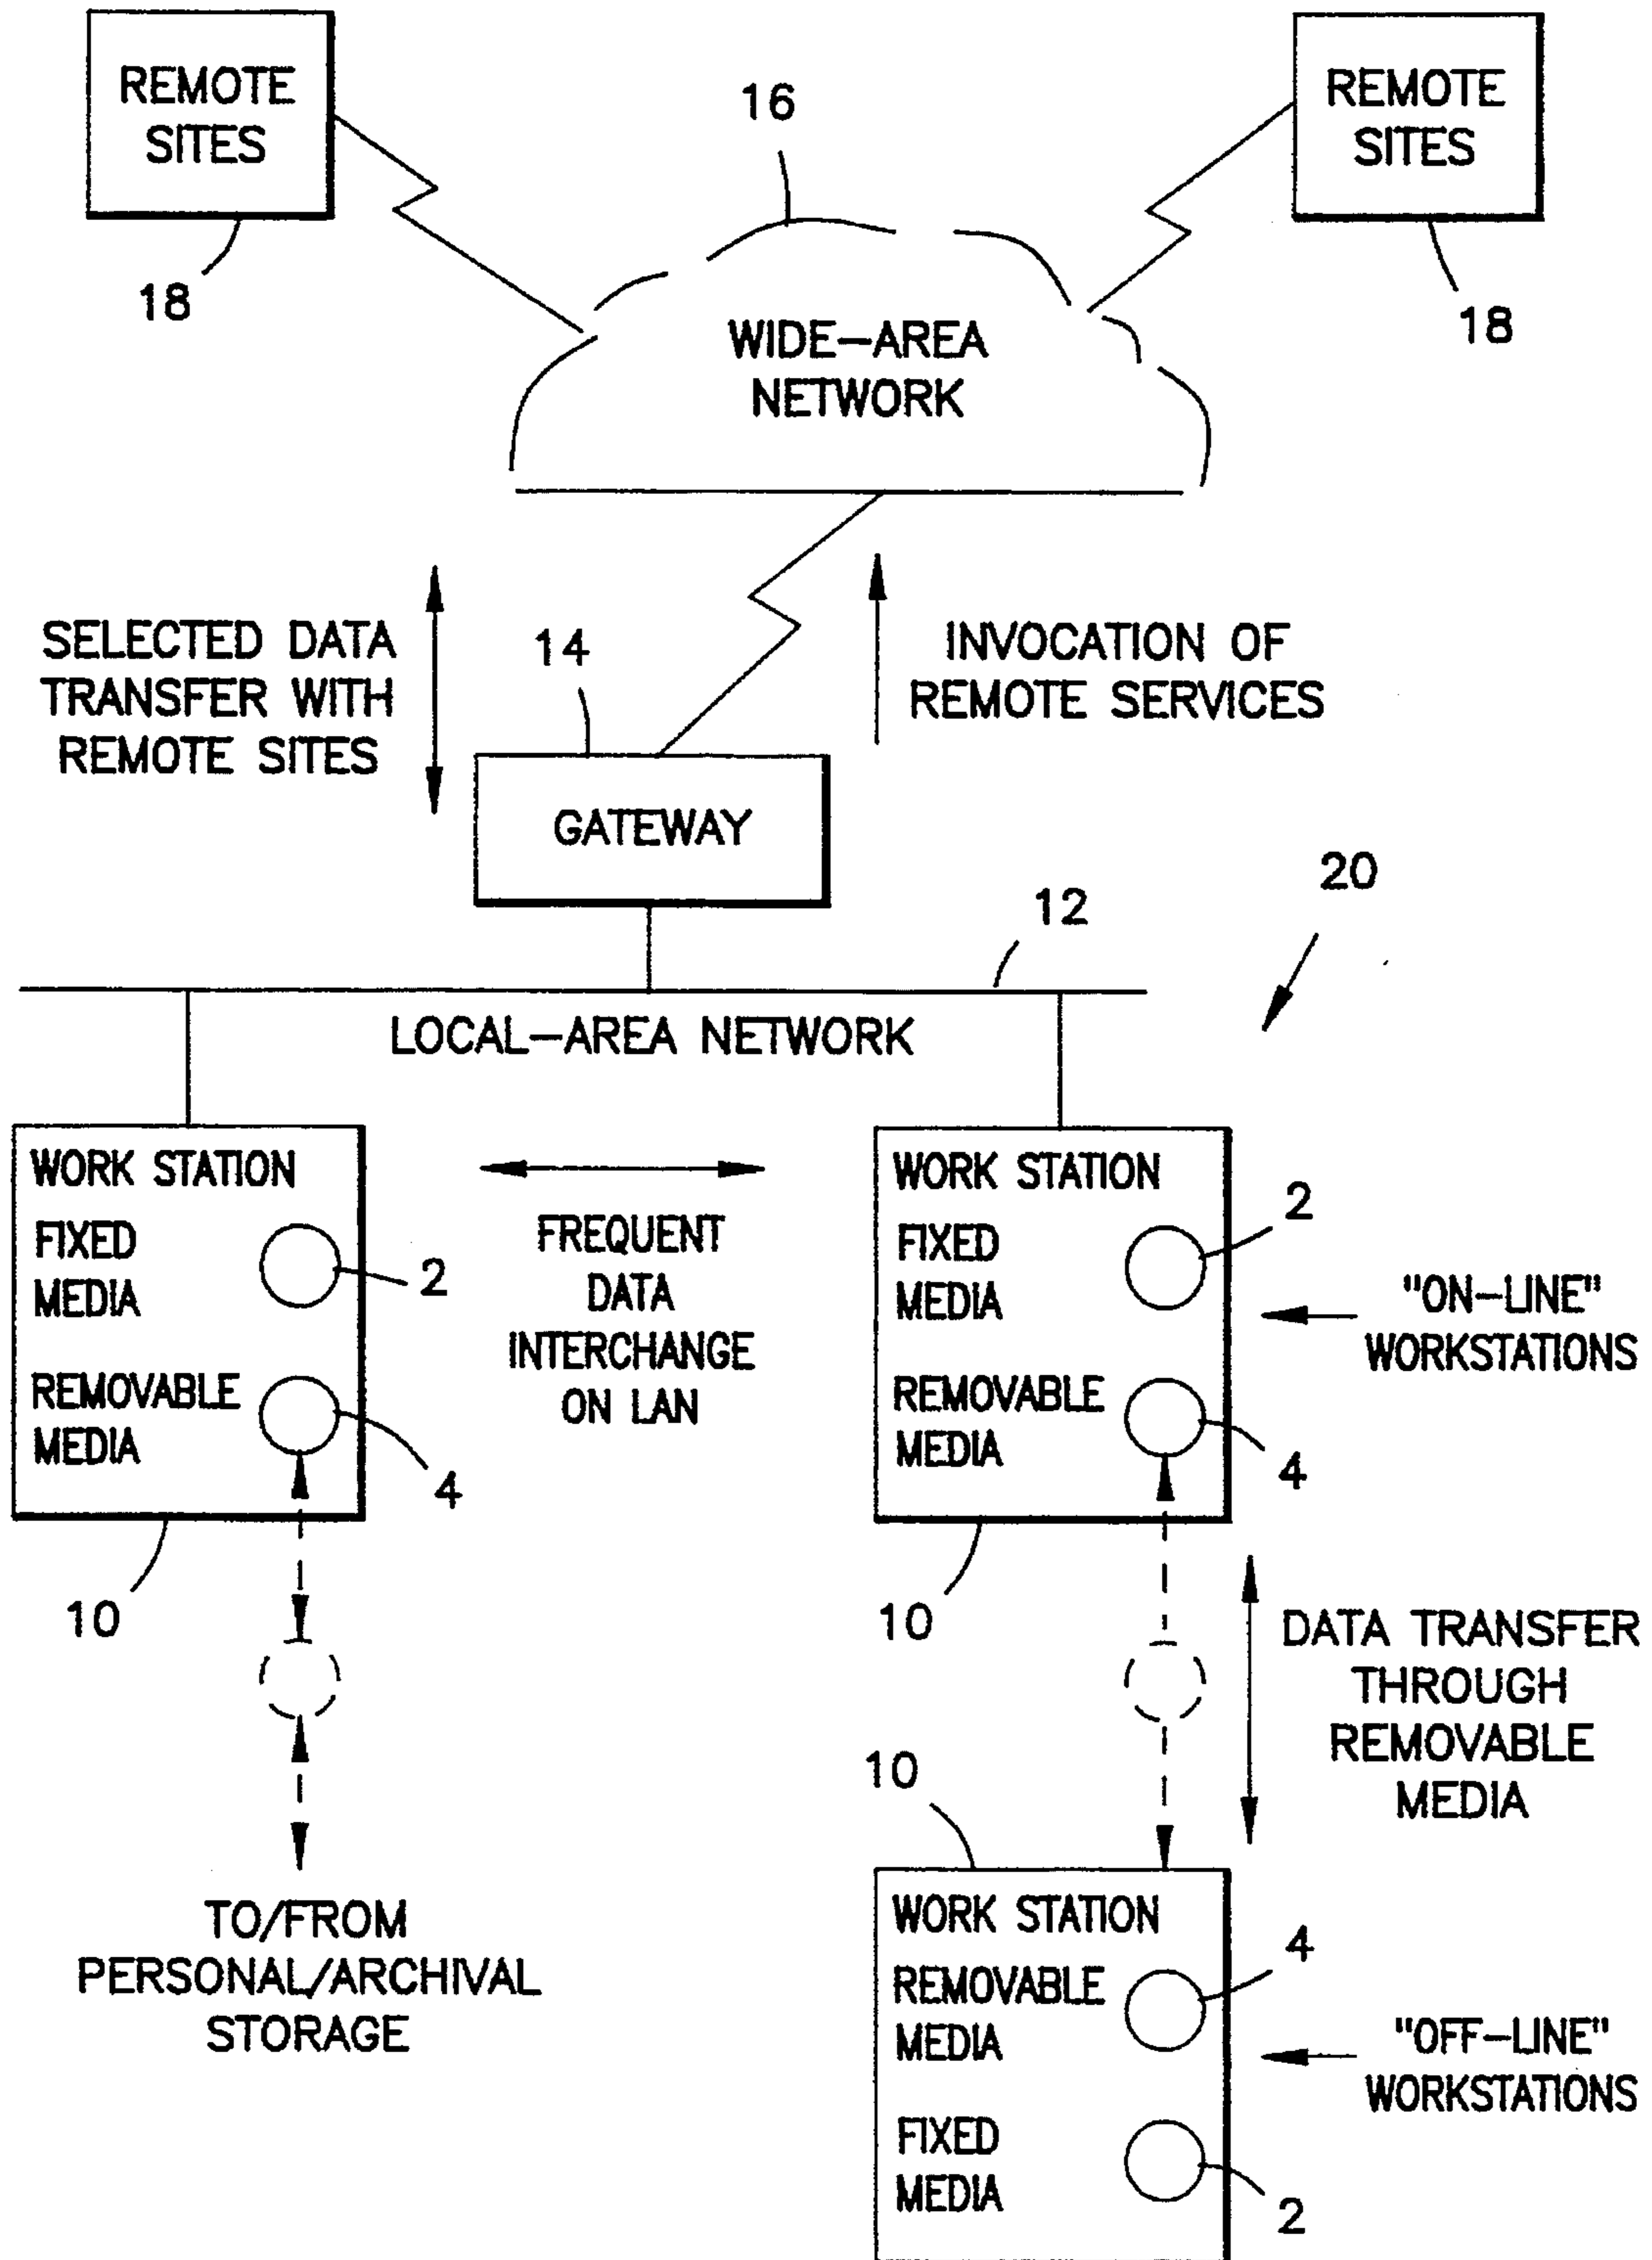 REMOTE
SITES
18
16
REMOTE
SITES
18
WIDE-AREA
NETWORK
SELECTED DATA
TRANSFER WITH
REMOTE SITES
14
INVOCATION OF
REMOTE SERVICES
GATEWAY
20
12
LOCAL-AREA NETWORK
WORK STATION
FIXED
MEDIA
2
REMOVABLE
MEDIA
4
10
FREQUENT
DATA
INTERCHANGE
ON LAN
WORK STATION
FIXED
MEDIA
2
REMOVABLE
MEDIA
4
10
"ON-LINE"
WORKSTATIONS
DATA TRANSFER
THROUGH
REMOVABLE
MEDIA
TO/FROM
PERSONAL/ARCHIVAL
STORAGE
10
WORK STATION
REMOVABLE
MEDIA
4
FIXED
MEDIA
2
"OFF-LINE"
WORKSTATIONS